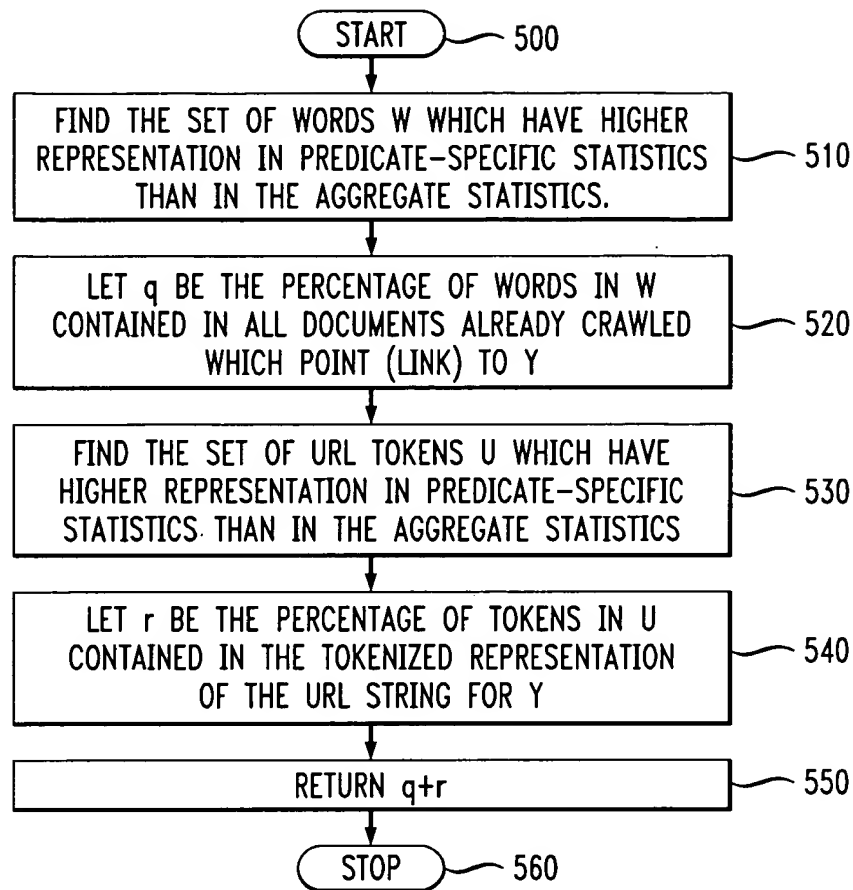 START
500
FIND THE SET OF WORDS W WHICH HAVE HIGHER
REPRESENTATION IN PREDICATE-SPECIFIC STATISTICS
THAN IN THE AGGREGATE STATISTICS.
510
LET q BE THE PERCENTAGE OF WORDS IN W
CONTAINED IN ALL DOCUMENTS ALREADY CRAWLED
WHICH POINT (LINK) TO Y
520
FIND THE SET OF URL TOKENS U WHICH HAVE
HIGHER REPRESENTATION IN PREDICATE-SPECIFIC
STATISTICS THAN IN THE AGGREGATE STATISTICS
530
LET r BE THE PERCENTAGE OF TOKENS IN U
CONTAINED IN THE TOKENIZED REPRESENTATION
OF THE URL STRING FOR Y
540
RETURN q+r
550
STOP
560